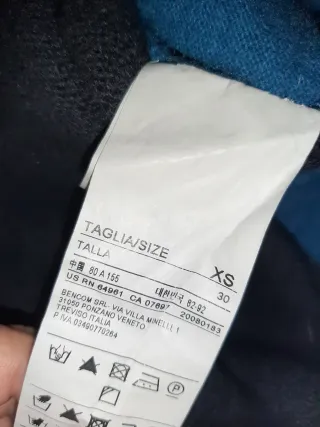 TAGLIA/SIZE XS
TALLA 30
中国 80 A 155 대한민국 82-92
US RN 64961 CA 07697 20080183
BENCOM SRL. VIA VILLA MINELLI, 1
31050 PONZANO VENETO
TREVISO ITALIA
P.IVA 03490770264
P